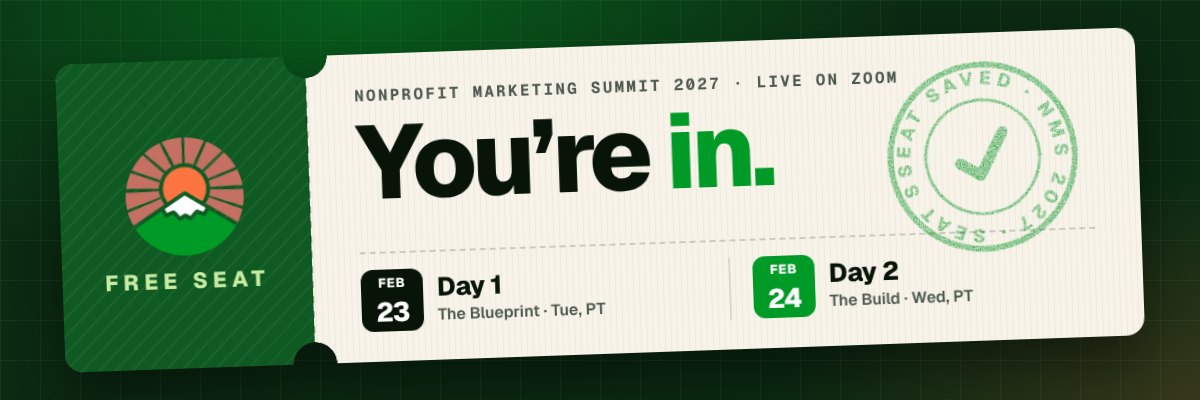 NONPROFIT MARKETING SUMMIT 2027 · LIVE ON ZOOM
You're in.
SEAT SAVED · NMS 2027 · SEAT S
FREE SEAT
FEB
23
Day 1
The Blueprint · Tue, PT
FEB
24
Day 2
The Build · Wed, PT